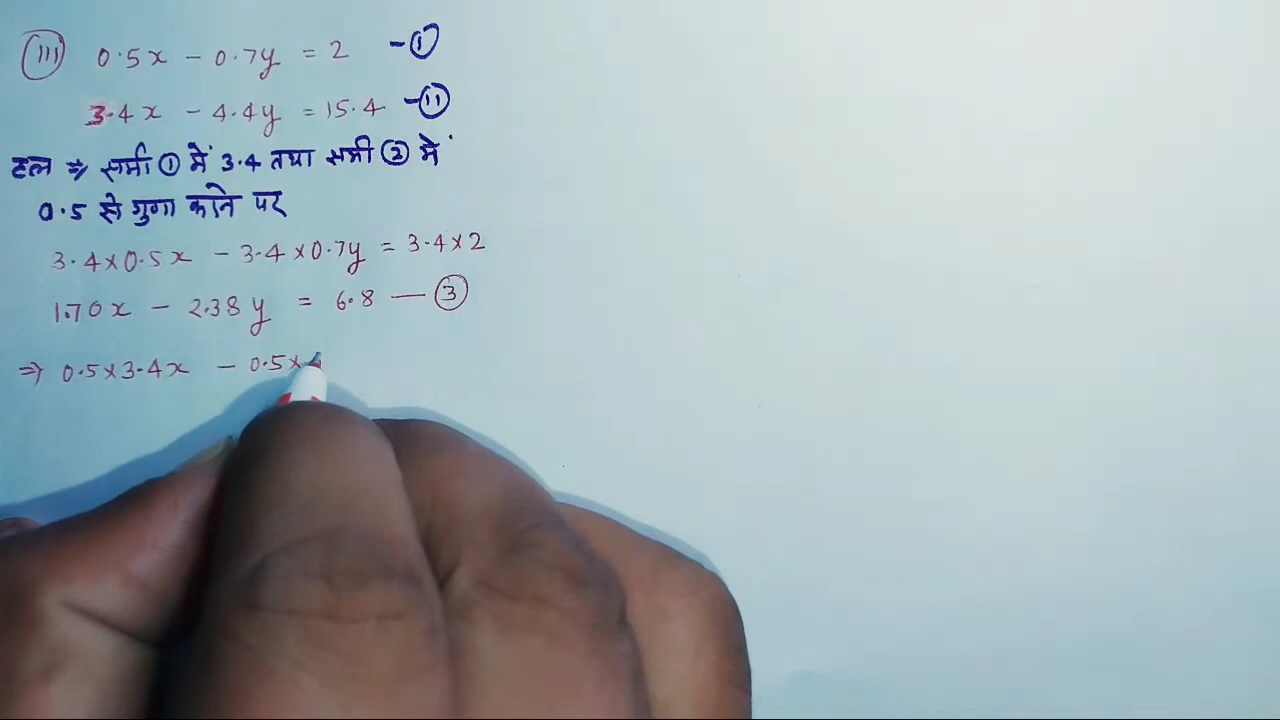 (III) 0.5x - 0.7y = 2 -(I)
3.4x - 4.4y = 15.4 -(II)
हल ⇒ समी ① में 3.4 तथा समी ② में
0.5 से गुणा करने पर
3.4×0.5x - 3.4×0.7y = 3.4×2
1.70x - 2.38y = 6.8 — ③
⇒ 0.5×3.4x - 0.5×